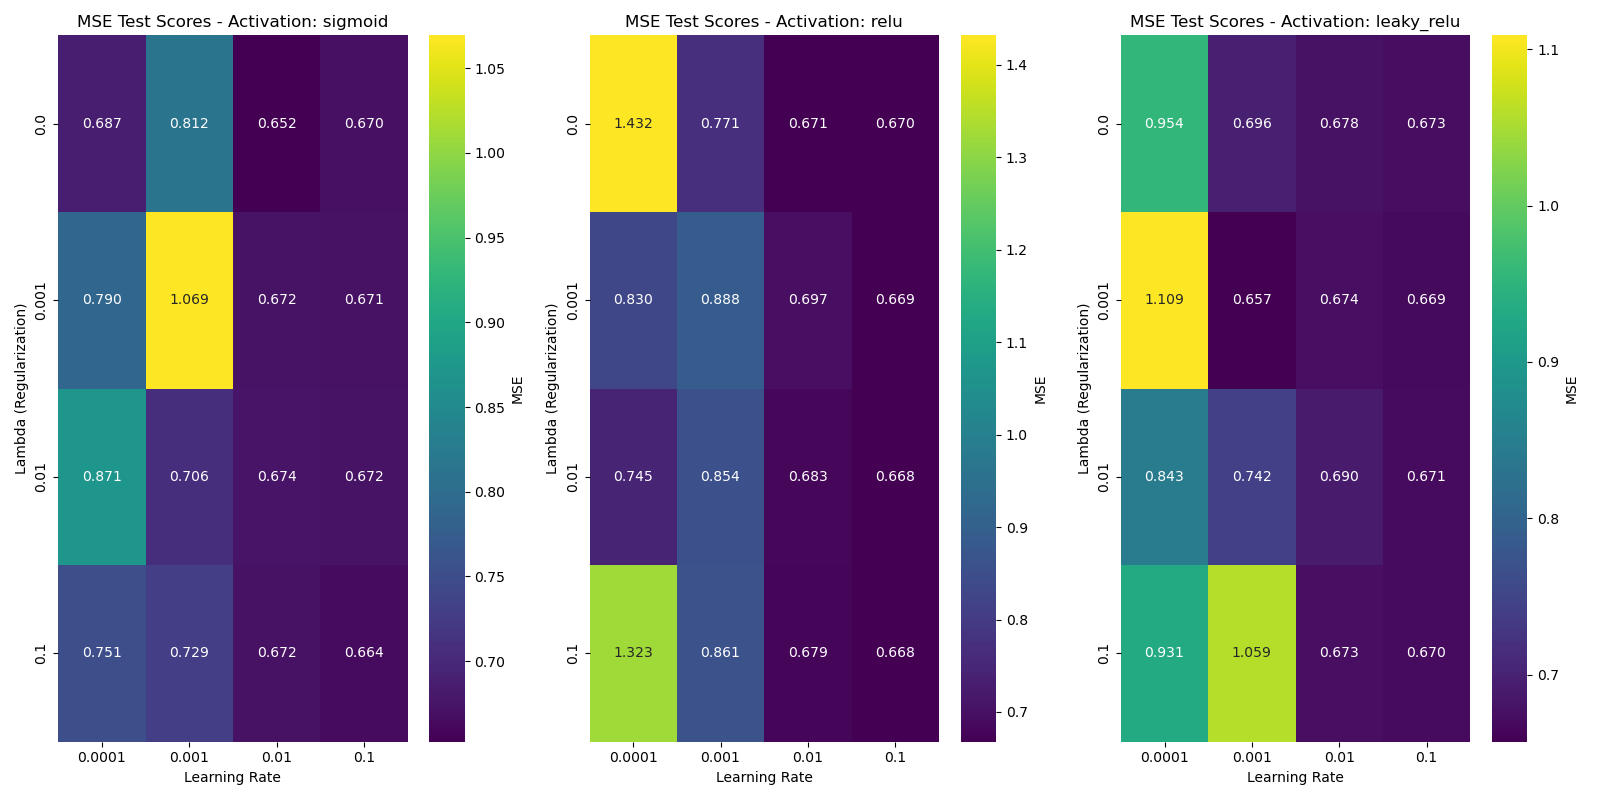 MSE Test Scores - Activation: sigmoid
0.687 0.812 0.652 0.670
0.790 1.069 0.672 0.671
0.871 0.706 0.674 0.672
0.751 0.729 0.672 0.664
0.0
0.001
0.01
0.1
Lambda (Regularization)
0.0001 0.001 0.01 0.1
Learning Rate
1.05
1.00
0.95
0.90
0.85
0.80
0.75
0.70
MSE
MSE Test Scores - Activation: relu
1.432 0.771 0.671 0.670
0.830 0.888 0.697 0.669
0.745 0.854 0.683 0.668
1.323 0.861 0.679 0.668
0.0
0.001
0.01
0.1
Lambda (Regularization)
0.0001 0.001 0.01 0.1
Learning Rate
1.4
1.3
1.2
1.1
1.0
0.9
0.8
0.7
MSE
MSE Test Scores - Activation: leaky_relu
0.954 0.696 0.678 0.673
1.109 0.657 0.674 0.669
0.843 0.742 0.690 0.671
0.931 1.059 0.673 0.670
0.0
0.001
0.01
0.1
Lambda (Regularization)
0.0001 0.001 0.01 0.1
Learning Rate
1.1
1.0
0.9
0.8
0.7
MSE